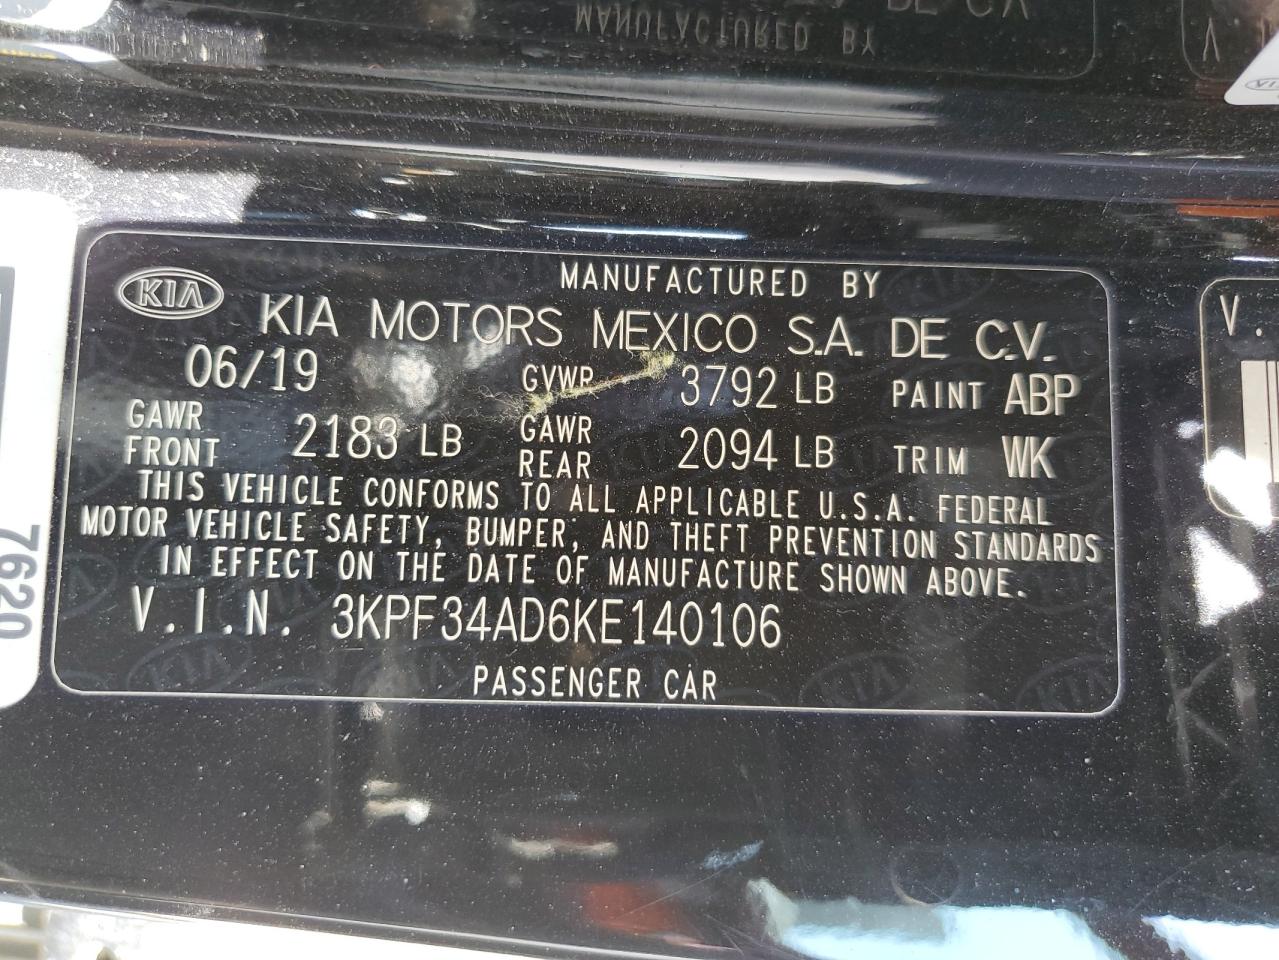 MANUFACTURED BY
KIA
MANUFACTURED BY
KIA MOTORS MEXICO S.A. DE C.V.
06/19 GVWR 3792 LB PAINT ABP
GAWR FRONT 2183 LB GAWR REAR 2094 LB TRIM WK
THIS VEHICLE CONFORMS TO ALL APPLICABLE U.S.A. FEDERAL
MOTOR VEHICLE SAFETY, BUMPER, AND THEFT PREVENTION STANDARDS
IN EFFECT ON THE DATE OF MANUFACTURE SHOWN ABOVE.
V.I.N. 3KPF34AD6KE140106
PASSENGER CAR
7620
V.